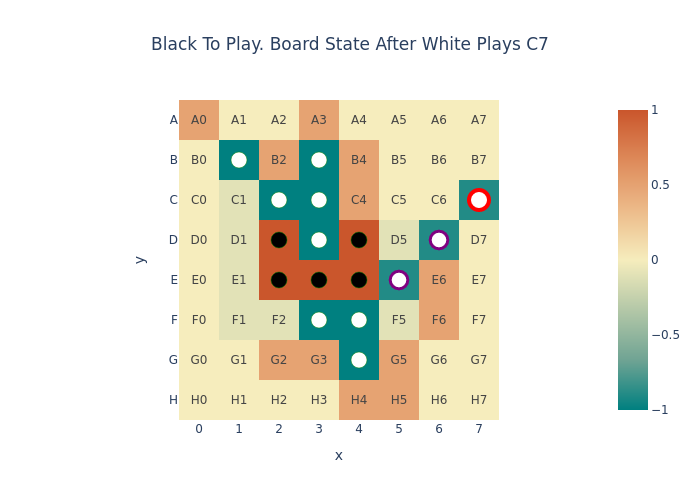 Black To Play. Board State After White Plays C7
A A0 A1 A2 A3 A4 A5 A6 A7
B B0 B2 B4 B5 B6 B7
C C0 C1 C4 C5 C6
D D0 D1 D5 D7
E E0 E1 E6 E7
F F0 F1 F2 F5 F6 F7
G G0 G1 G2 G3 G5 G6 G7
H H0 H1 H2 H3 H4 H5 H6 H7
0 1 2 3 4 5 6 7
x
y
1
0.5
0
−0.5
−1